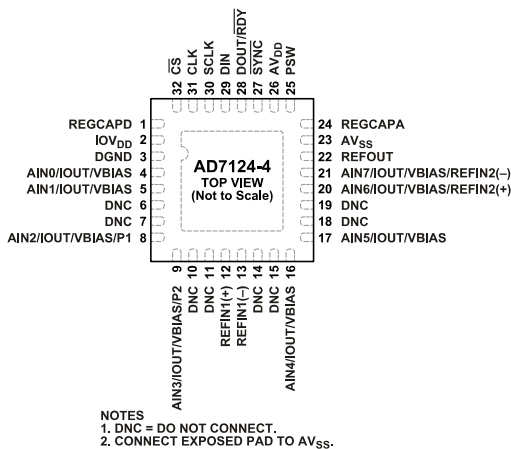 32 C̅S̅
31 CLK
30 SCLK
29 DIN
28 DOUT/R̅D̅Y̅
27 S̅Y̅N̅C̅
26 AVDD
25 PSW
REGCAPD 1
IOVDD 2
DGND 3
AIN0/IOUT/VBIAS 4
AIN1/IOUT/VBIAS 5
DNC 6
DNC 7
AIN2/IOUT/VBIAS/P1 8
AD7124-4
TOP VIEW
(Not to Scale)
24 REGCAPA
23 AVSS
22 REFOUT
21 AIN7/IOUT/VBIAS/REFIN2(–)
20 AIN6/IOUT/VBIAS/REFIN2(+)
19 DNC
18 DNC
17 AIN5/IOUT/VBIAS
AIN3/IOUT/VBIAS/P2 9
DNC 10
DNC 11
REFIN1(+) 12
REFIN1(–) 13
DNC 14
DNC 15
AIN4/IOUT/VBIAS 16
NOTES
1. DNC = DO NOT CONNECT.
2. CONNECT EXPOSED PAD TO AVSS.